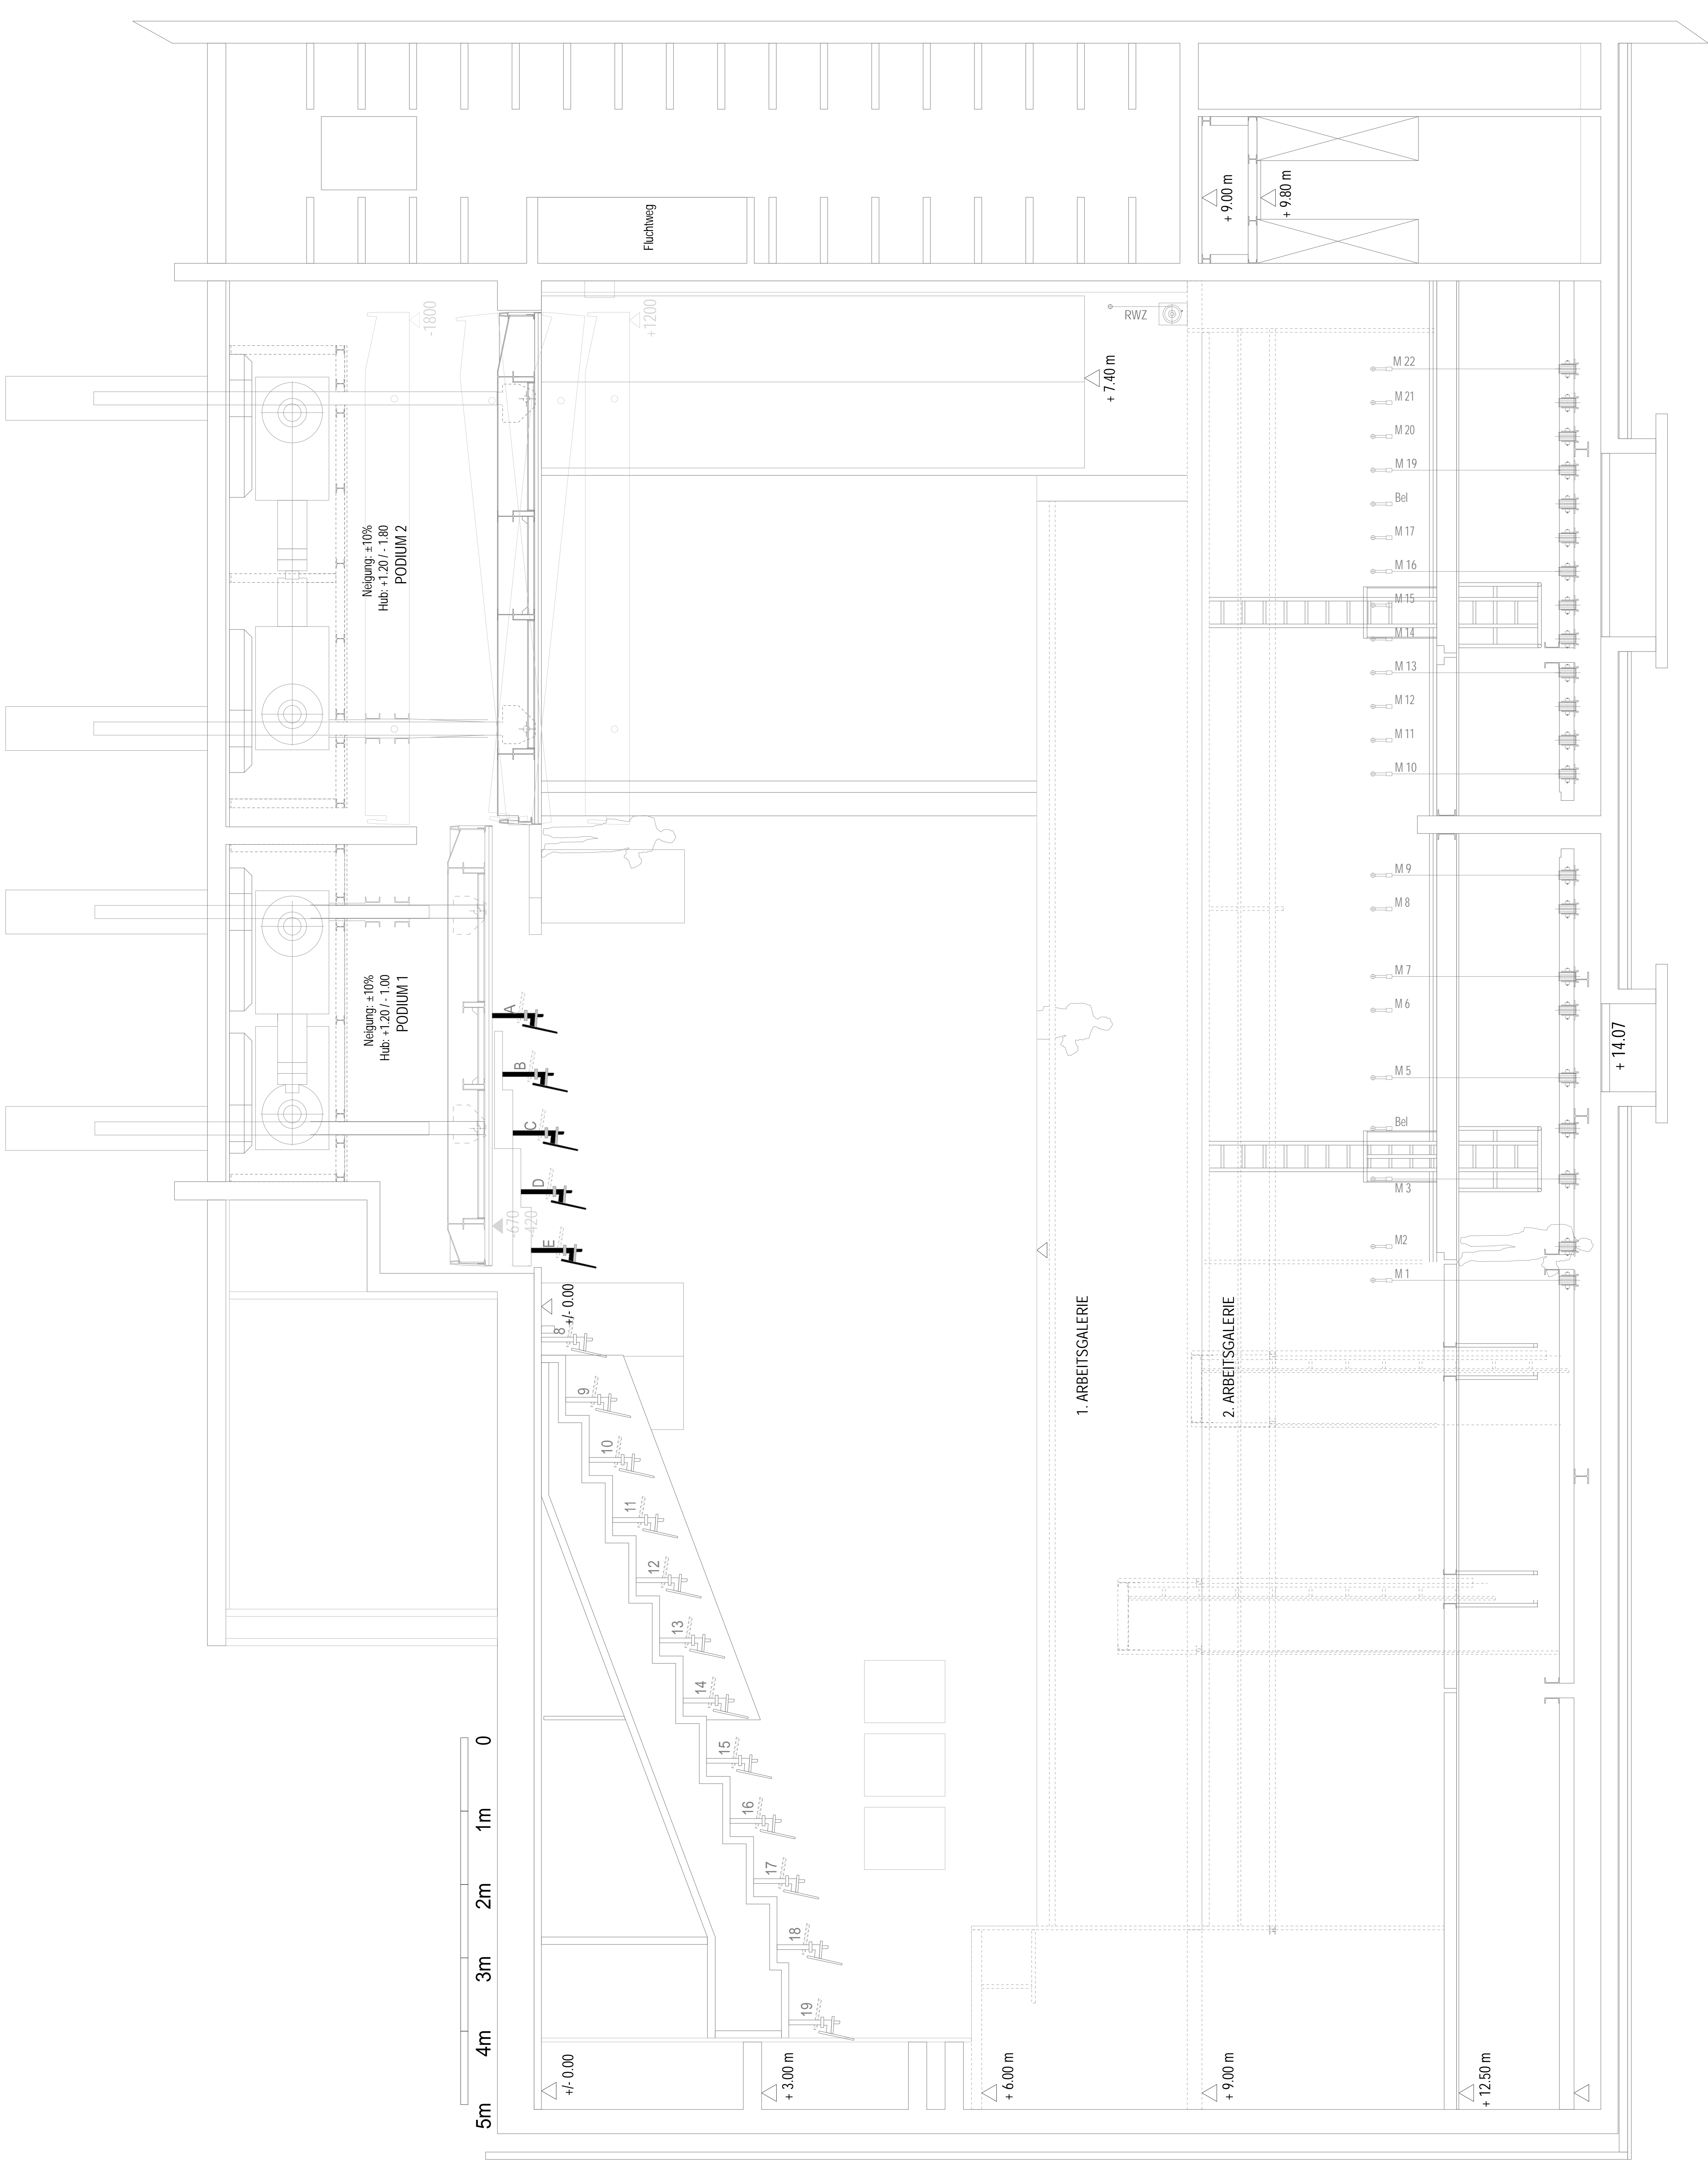 Fluchtweg
+ 9.00 m
+ 9.80 m
-1800
+1200
RWZ
+ 7.40 m
Neigung: ±10%
Hub: +1.20 / - 1.80
PODIUM 2
Neigung: ±10%
Hub: +1.20 / - 1.00
PODIUM 1
M 22
M 21
M 20
M 19
Bel
M 17
M 16
M 15
M 14
M 13
M 12
M 11
M 10
M 9
M 8
M 7
M 6
M 5
Bel
M 3
M2
M 1
+ 14.07
A
B
C
D
E
-670
-420
+/- 0.00
8
9
10
11
12
13
14
15
16
17
18
19
1. ARBEITSGALERIE
2. ARBEITSGALERIE
0
1m
2m
3m
4m
5m
+/- 0.00
+ 3.00 m
+ 6.00 m
+ 9.00 m
+ 12.50 m